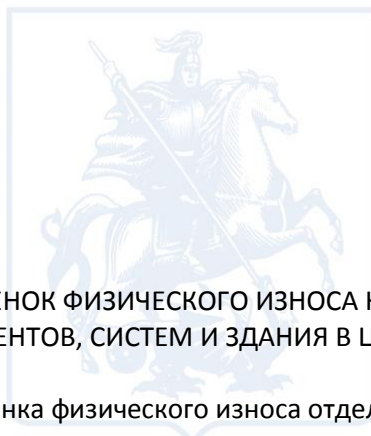 ЕНОК ФИЗИЧЕСКОГО ИЗНОСА
ЕНТОВ, СИСТЕМ И ЗДАНИЯ В
нка физического износа отдел